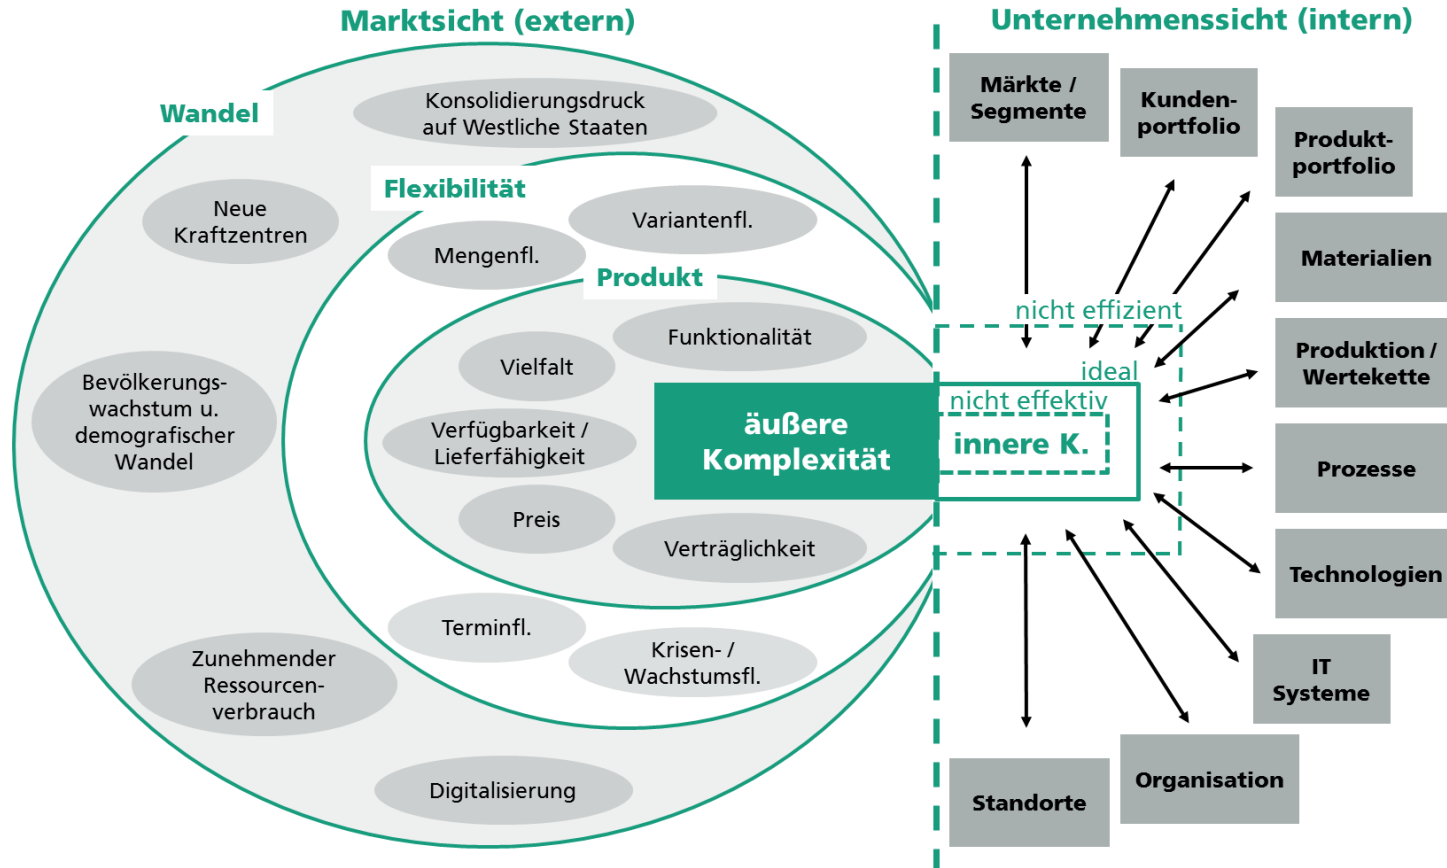 Marktsicht (extern)
Unternehmenssicht (intern)
Wandel
Konsolidierungsdruck
auf Westliche Staaten
Neue
Kraftzentren
Bevölkerungs-
wachstum u.
demografischer
Wandel
Zunehmender
Ressourcen-
verbrauch
Digitalisierung
Flexibilität
Mengenfl.
Variantenfl.
Terminfl.
Krisen- /
Wachstumsfl.
Produkt
Funktionalität
Vielfalt
Verfügbarkeit /
Lieferfähigkeit
Preis
Verträglichkeit
äußere
Komplexität
nicht effizient
ideal
nicht effektiv
innere K.
Märkte /
Segmente
Kunden-
portfolio
Produkt-
portfolio
Materialien
Produktion /
Wertekette
Prozesse
Technologien
IT
Systeme
Organisation
Standorte